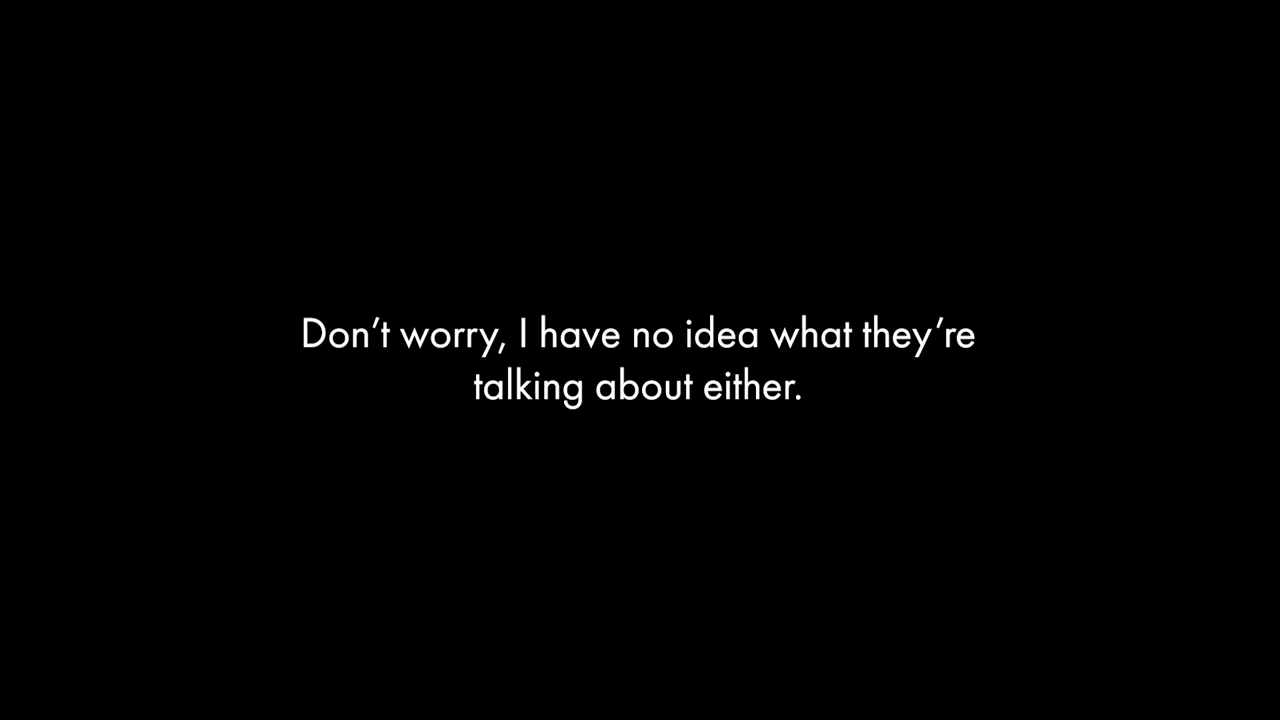 Don’t worry, I have no idea what they’re
talking about either.